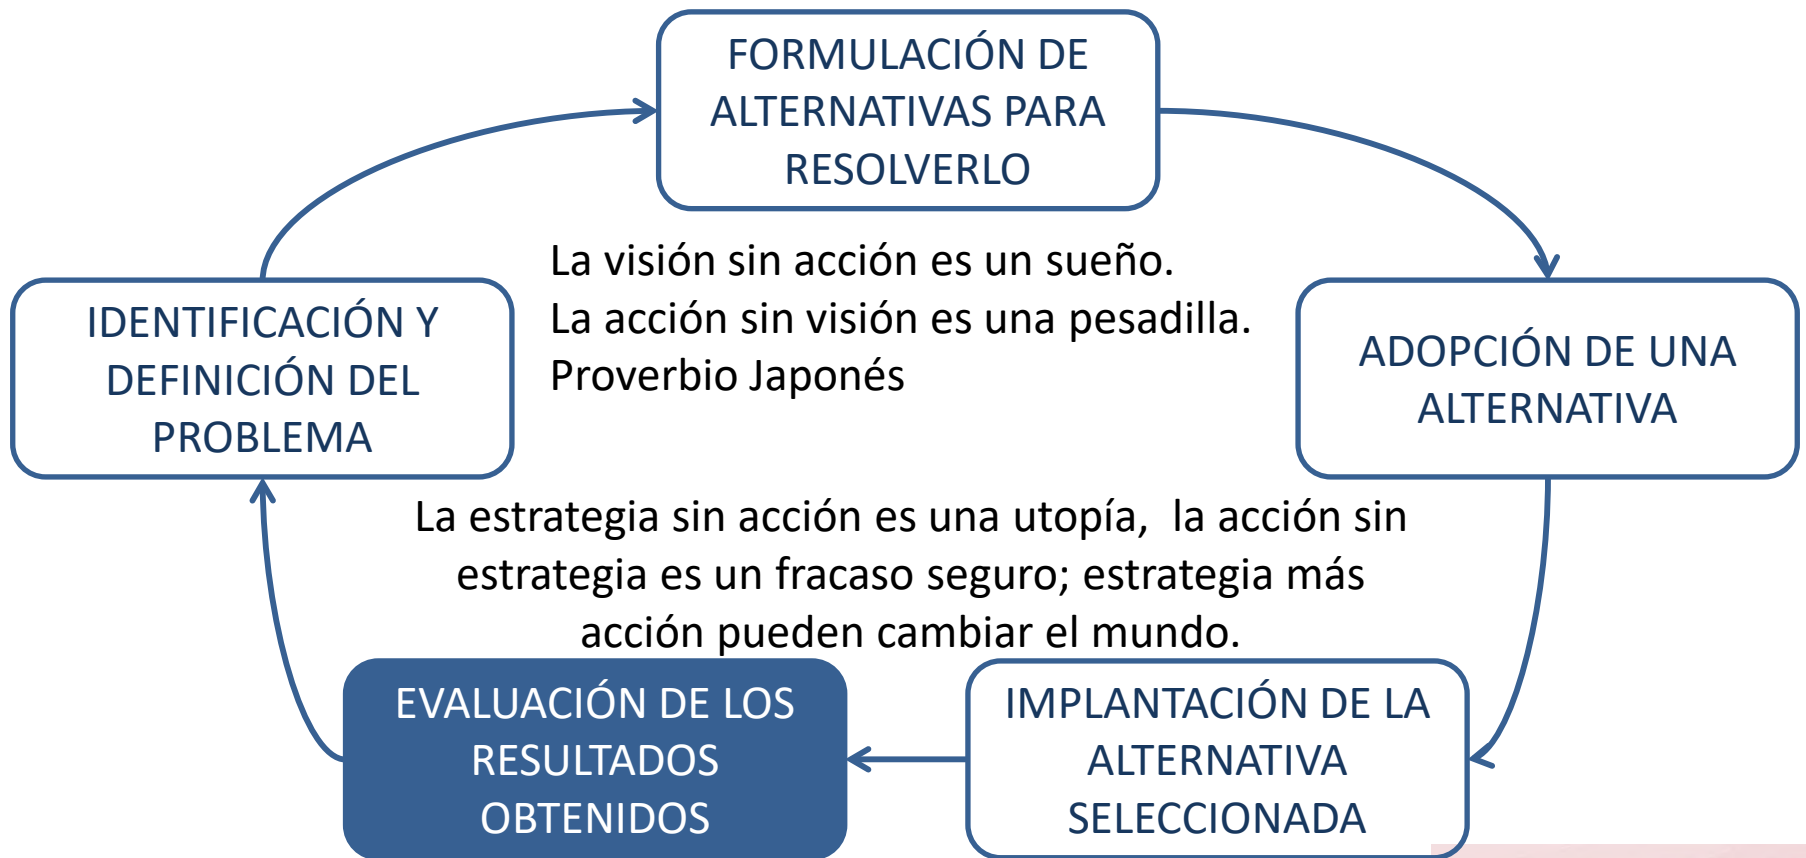 FORMULACIÓN DE
ALTERNATIVAS PARA
RESOLVERLO
La visión sin acción es un sueño.
La acción sin visión es una pesadilla.
Proverbio Japonés
IDENTIFICACIÓN Y
DEFINICIÓN DEL
PROBLEMA
ADOPCIÓN DE UNA
ALTERNATIVA
La estrategia sin acción es una utopía,  la acción sin
estrategia es un fracaso seguro; estrategia más
acción pueden cambiar el mundo.
EVALUACIÓN DE LOS
RESULTADOS
OBTENIDOS
IMPLANTACIÓN DE LA
ALTERNATIVA
SELECCIONADA